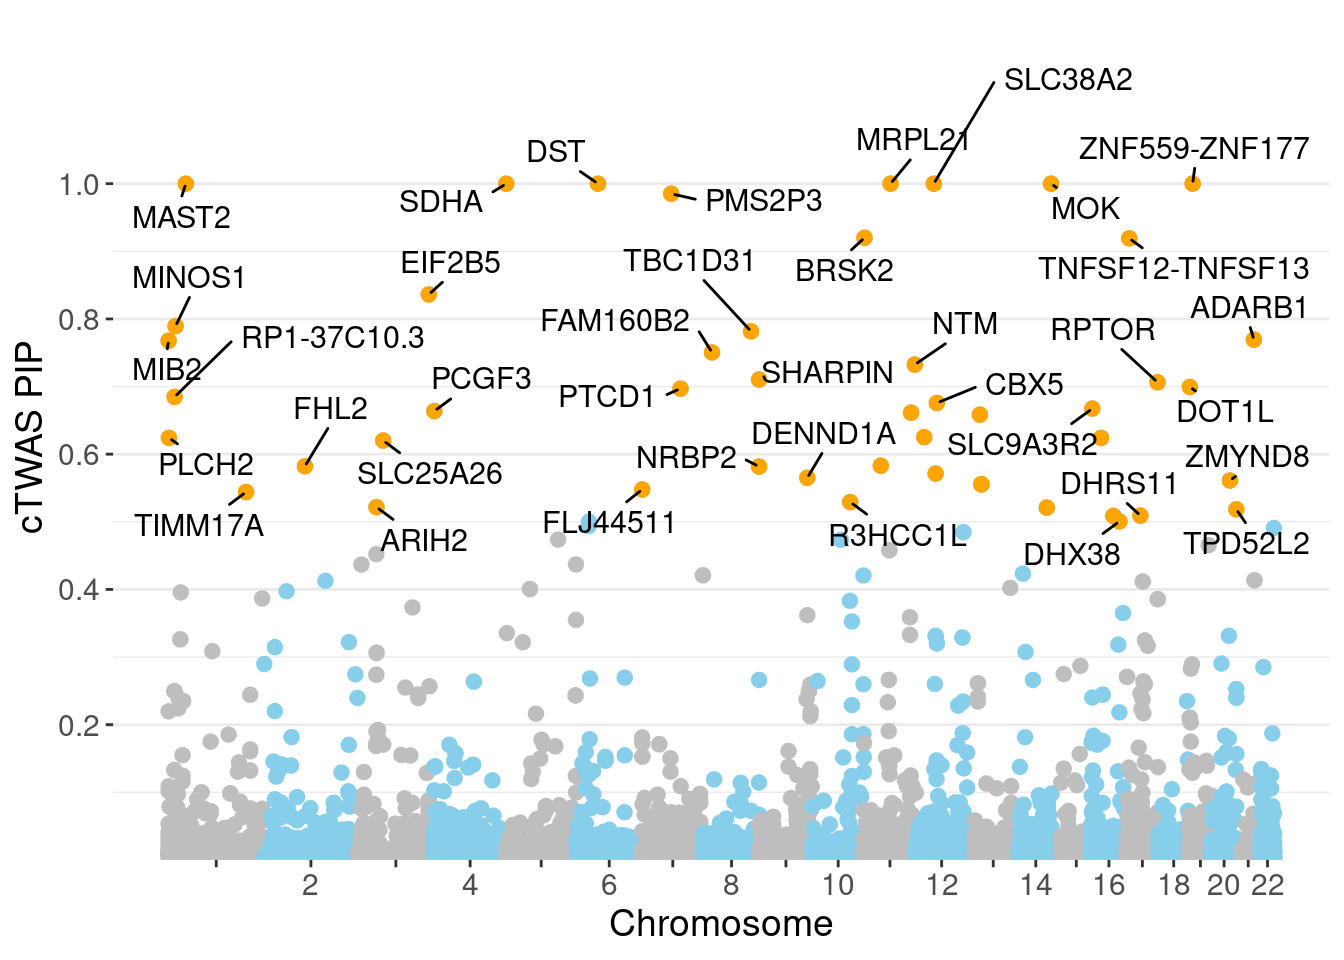 SLC38A2
MRPL21
DST
ZNF559-ZNF177
1.0
SDHA
PMS2P3
MAST2
MOK
EIF2B5
TBC1D31
BRSK2
TNFSF12-TNFSF13
MINOS1
ADARB1
0.8
FAM160B2
NTM
RPTOR
RP1-37C10.3
MIB2
PCGF3
SHARPIN
CBX5
PTCD1
FHL2
DOT1L
DENND1A
SLC9A3R2
0.6
PLCH2
SLC25A26
NRBP2
ZMYND8
DHRS11
TIMM17A
FLJ44511
ARIH2
R3HCC1L
DHX38
TPD52L2
0.4
0.2
cTWAS PIP
2 4 6 8 10 12 14 16 18 20 22
Chromosome